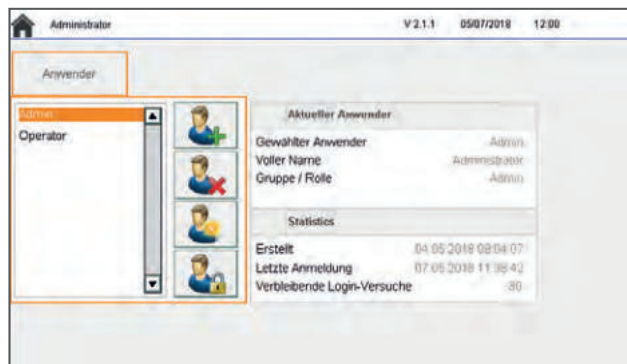 Administrator V 2.1.1 05/07/2018 12:00
Anwender
Admin
Operator
Aktueller Anwender
Gewählter Anwender Admin
Voller Name Administrator
Gruppe / Rolle Admin
Statistics
Erstellt 04.05.2018 09:04:07
Letzte Anmeldung 07.05.2018 11:38:42
Verbleibende Login-Versuche